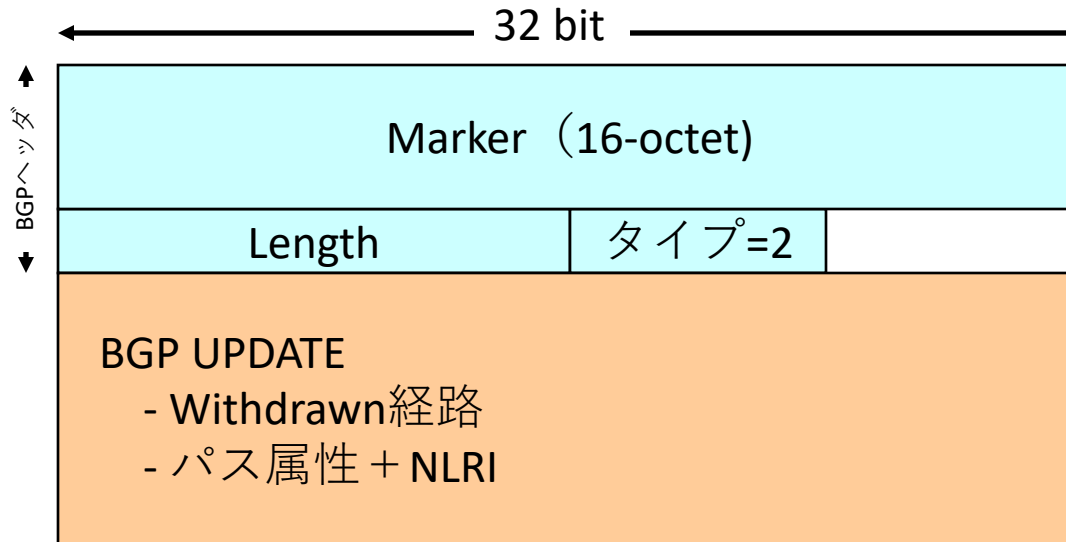 32 bit
BGPヘッダ
Marker（16-octet)
Length
タイプ=2
BGP UPDATE
- Withdrawn経路
- パス属性＋NLRI